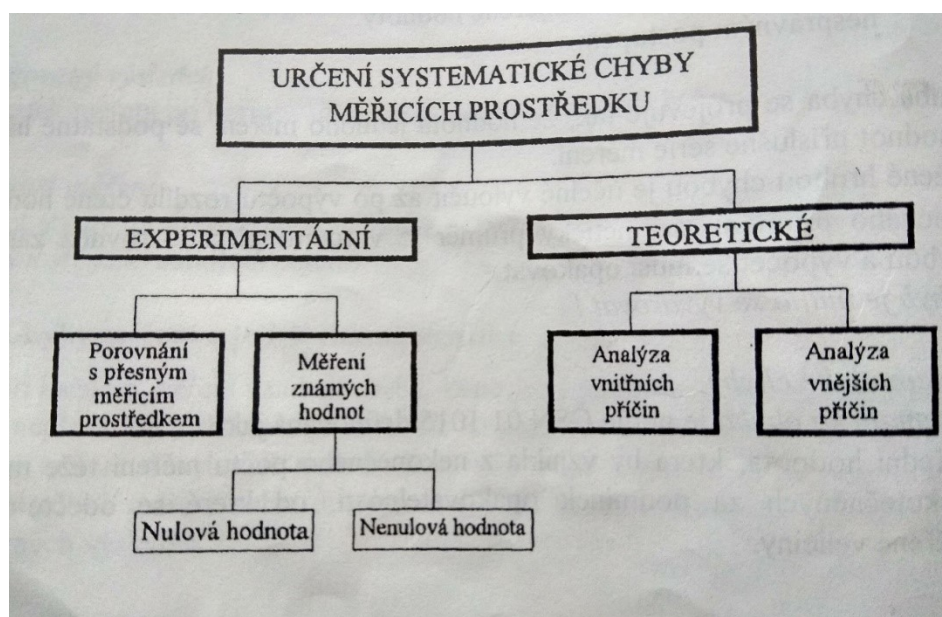 URČENÍ SYSTEMATICKÉ CHYBY
MĚŘICÍCH PROSTŘEDKU
EXPERIMENTÁLNÍ
TEORETICKÉ
Porovnání
s přesným
měřicím
prostředkem
Měření
známých
hodnot
Analýza
vnitřních
příčin
Analýza
vnějších
příčin
Nulová hodnota
Nenulová hodnota